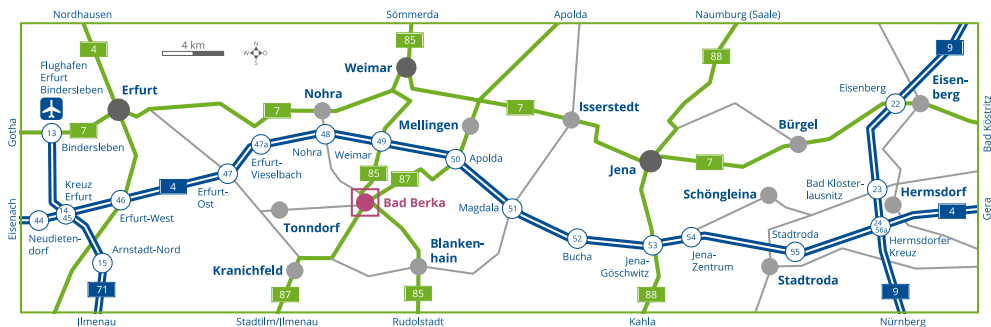 Nordhausen
Sömmerda
Apolda
Naumburg (Saale)
4 km
N
W
O
S
4
85
88
9
Flughafen
Erfurt
Bindersleben
Weimar
Erfurt
Nohra
7
Mellingen
7
Isserstedt
Eisenberg
22
Eisen-
berg
Bad Köstritz
Gotha
13
7
Bindersleben
47a
48
49
Erfurt-
Vieselbach
Nohra
Weimar
50
Apolda
Bürgel
Jena
7
47
4
Erfurt-
Ost
85
87
Bad Berka
Schöngleina
Bad Kloster-
lausnitz
23
Hermsdorf
Kreuz
Erfurt
14
45
46
Erfurt-West
Magdala
51
4
Gera
Eisenach
44
Neudieten-
dorf
Arnstadt-Nord
15
Tonndorf
Kranichfeld
Blanken-
hain
52
Bucha
53
Jena-
Göschwitz
54
Jena-
Zentrum
Stadtroda
55
Stadtroda
24
56a
Hermsdorfer
Kreuz
71
87
85
88
9
Ilmenau
Stadtilm/Ilmenau
Rudolstadt
Kahla
Nürnberg